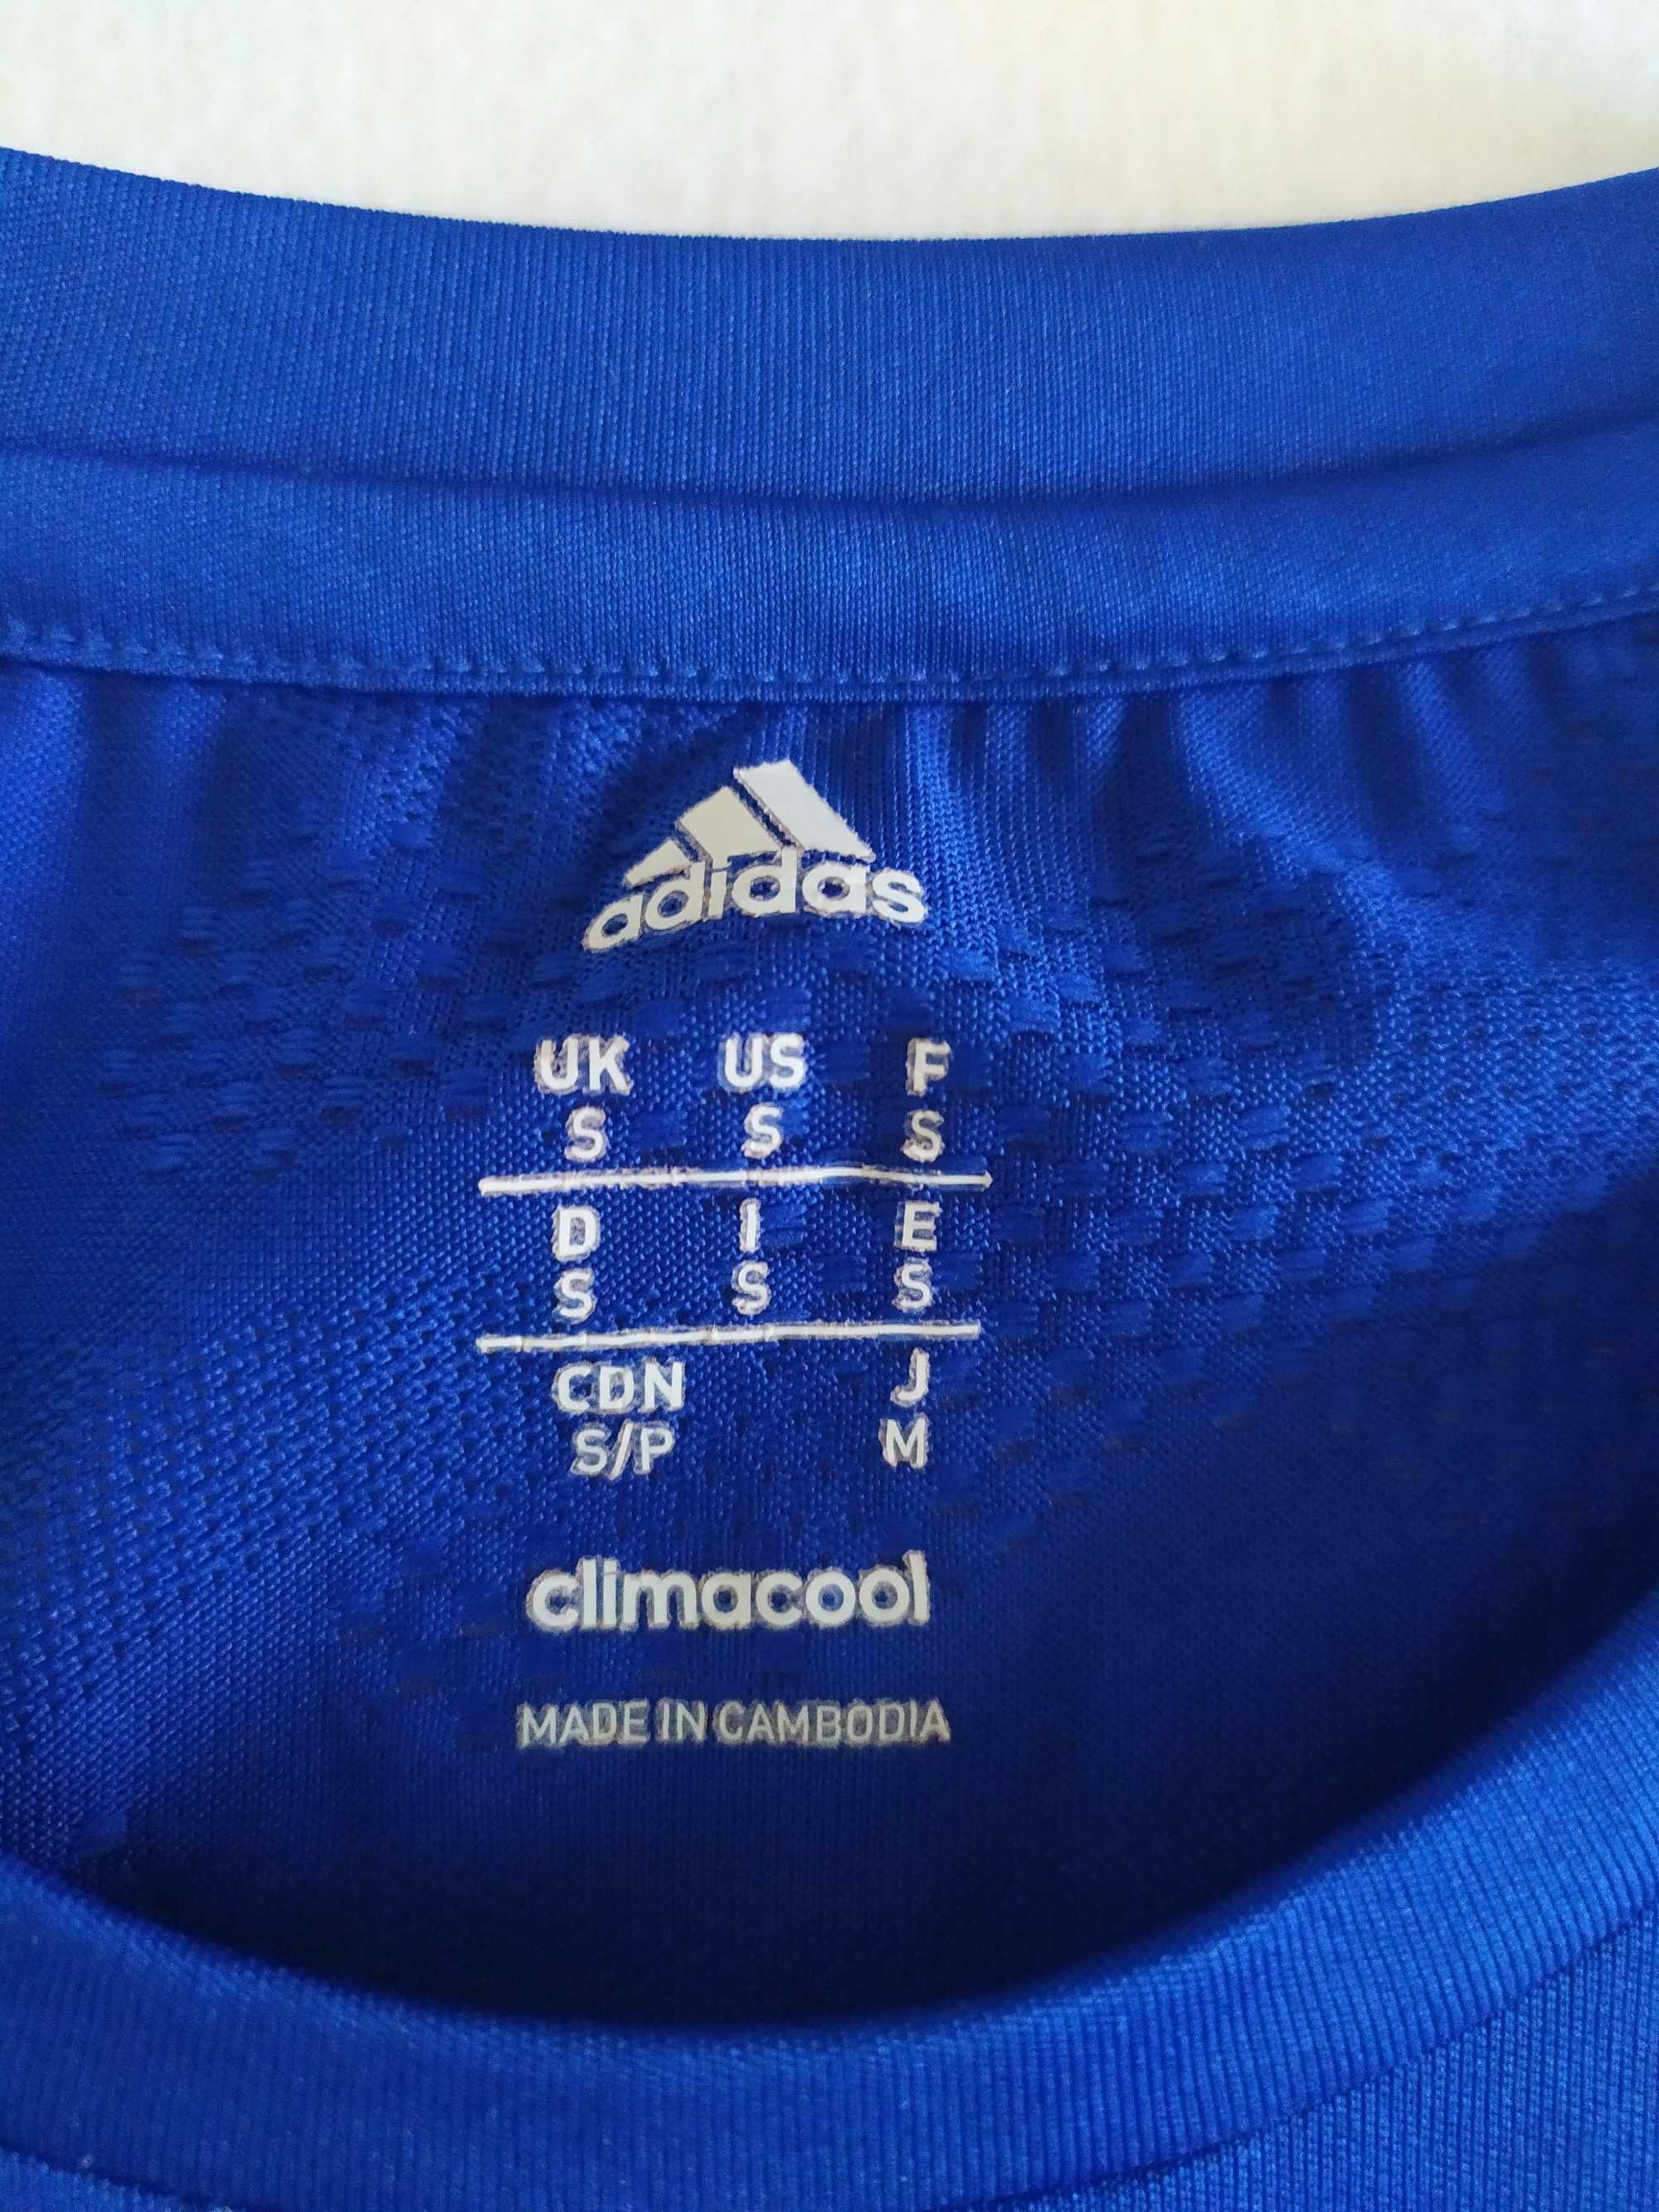 adidas
UK US F
S S S
D I E
S S S
CDN J
S/P M
climacool
MADE IN CAMBODIA